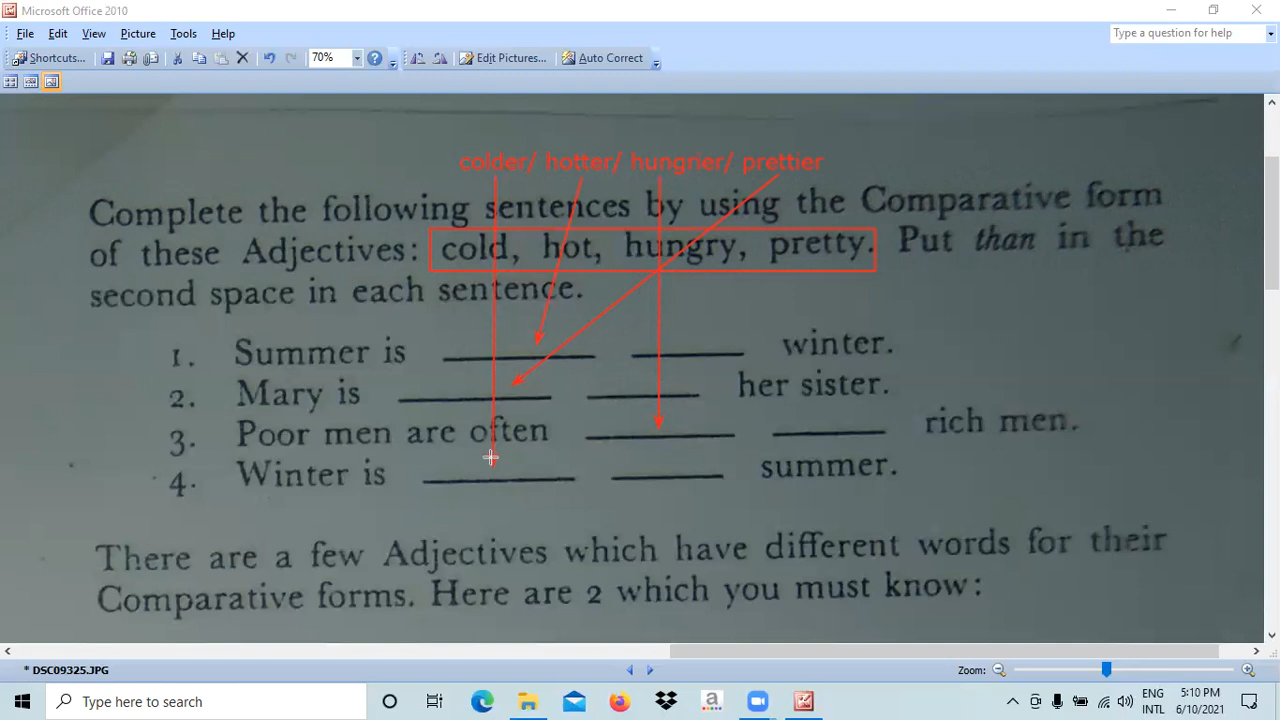 Microsoft Office 2010
File Edit View Picture Tools Help
Type a question for help
Shortcuts... 70% Edit Pictures... Auto Correct
colder/ hotter/ hungrier/ prettier
Complete the following sentences by using the Comparative form
of these Adjectives: cold, hot, hungry, pretty. Put than in the
second space in each sentence.
1. Summer is ________ ________ winter.
2. Mary is ________ ________ her sister.
3. Poor men are often ________ ________ rich men.
4. Winter is ________ ________ summer.
There are a few Adjectives which have different words for their
Comparative forms. Here are 2 which you must know:
* DSC09325.JPG
Zoom:
Type here to search
a
ENG
INTL
5:10 PM
6/10/2021